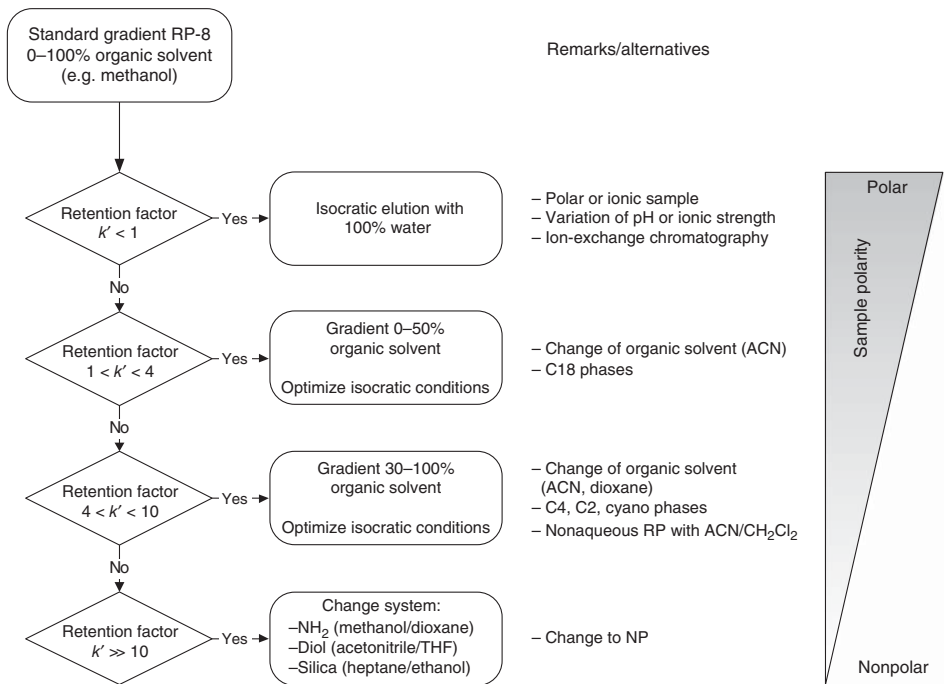 Standard gradient RP-8
0–100% organic solvent
(e.g. methanol)
Remarks/alternatives
Retention factor
k′ < 1
Yes
Isocratic elution with
100% water
– Polar or ionic sample
– Variation of pH or ionic strength
– Ion-exchange chromatography
Polar
Sample polarity
No
Retention factor
1 < k′ < 4
Yes
Gradient 0–50%
organic solvent
Optimize isocratic conditions
– Change of organic solvent (ACN)
– C18 phases
No
Retention factor
4 < k′ < 10
Yes
Gradient 30–100%
organic solvent
Optimize isocratic conditions
– Change of organic solvent
(ACN, dioxane)
– C4, C2, cyano phases
– Nonaqueous RP with ACN/CH₂Cl₂
No
Retention factor
k′ ≫ 10
Yes
Change system:
–NH₂ (methanol/dioxane)
–Diol (acetonitrile/THF)
–Silica (heptane/ethanol)
– Change to NP
Nonpolar